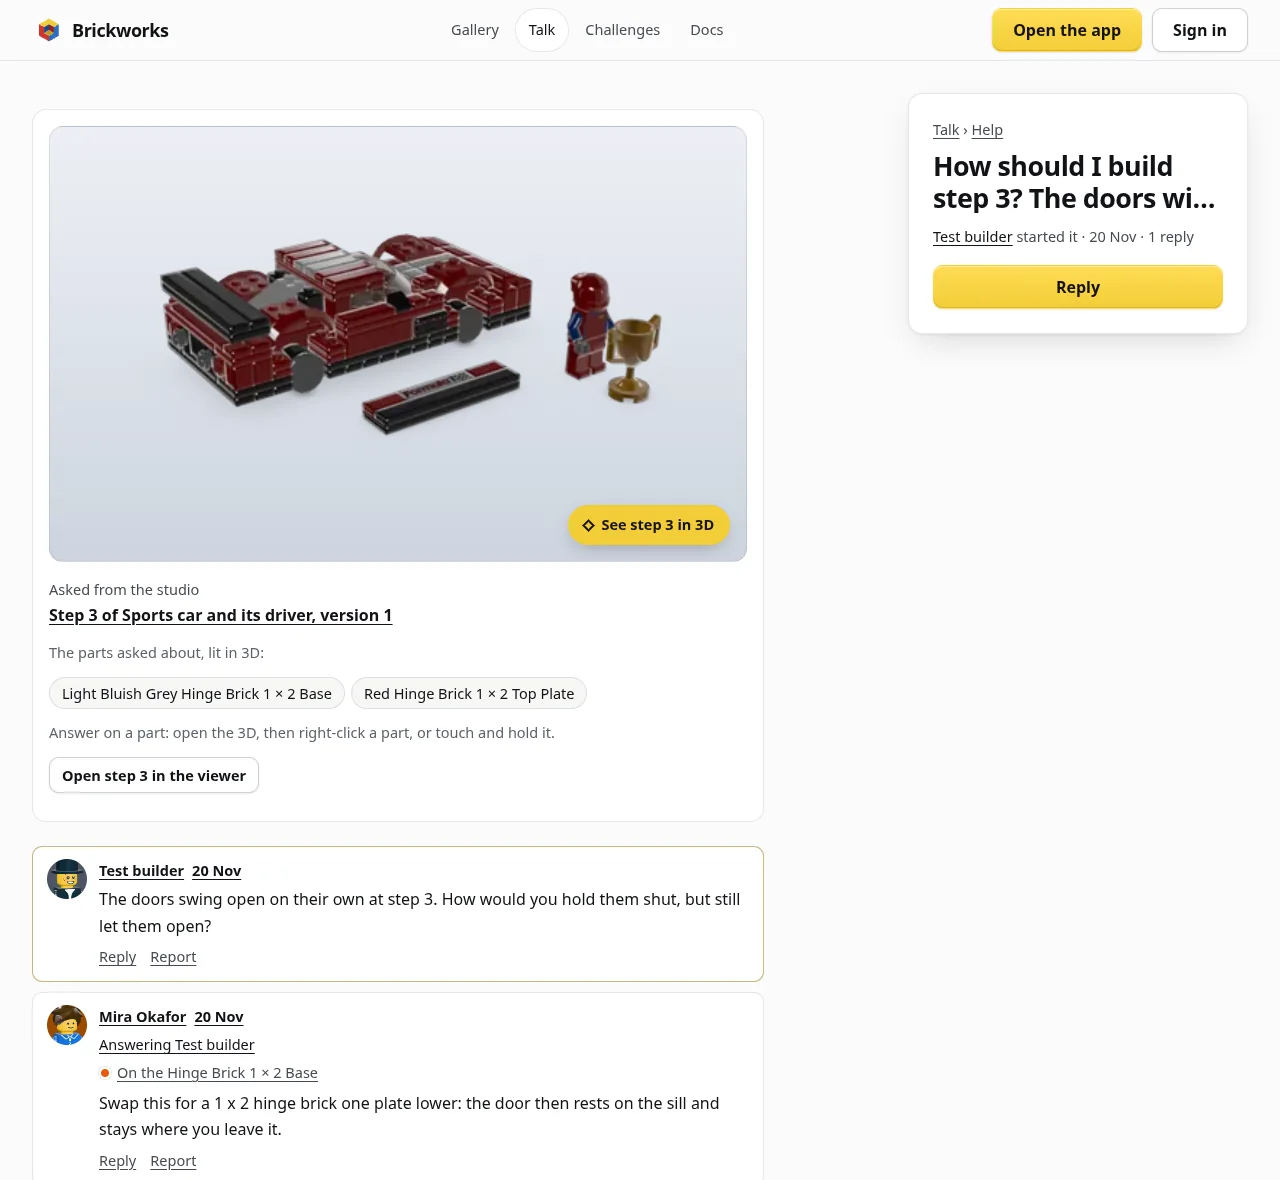 Brickworks
Gallery
Talk
Challenges
Docs
Open the app
Sign in
Formula
See step 3 in 3D
Asked from the studio
Step 3 of Sports car and its driver, version 1
The parts asked about, lit in 3D:
Light Bluish Grey Hinge Brick 1 × 2 Base
Red Hinge Brick 1 × 2 Top Plate
Answer on a part: open the 3D, then right-click a part, or touch and hold it.
Open step 3 in the viewer
Test builder 20 Nov
The doors swing open on their own at step 3. How would you hold them shut, but still
let them open?
Reply Report
Mira Okafor 20 Nov
Answering Test builder
On the Hinge Brick 1 × 2 Base
Swap this for a 1 x 2 hinge brick one plate lower: the door then rests on the sill and
stays where you leave it.
Reply Report
Talk › Help
How should I build
step 3? The doors wi...
Test builder started it · 20 Nov · 1 reply
Reply